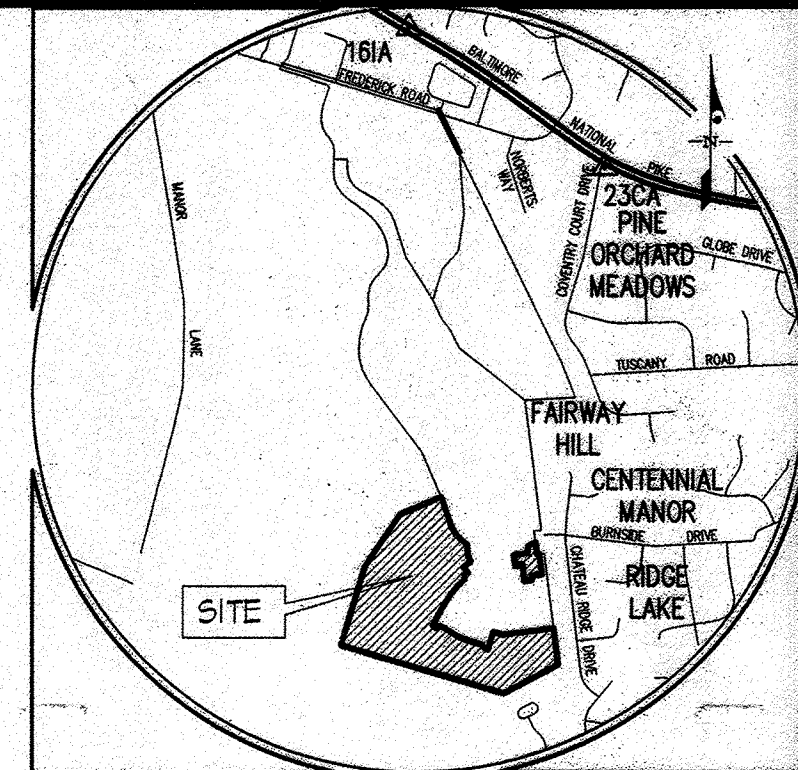 161A
BALTIMORE
NATIONAL
PIKE
FREDERICK ROAD
NORBERTS
WAY
-N-
MANOR
LANE
COVENTRY COURT DRIVE
23CA
PINE
ORCHARD
MEADOWS
GLOBE DRIVE
TUSCANY ROAD
FAIRWAY
HILL
CENTENNIAL
MANOR
BURNSIDE DRIVE
CHATEAU RIDGE DRIVE
RIDGE
LAKE
SITE